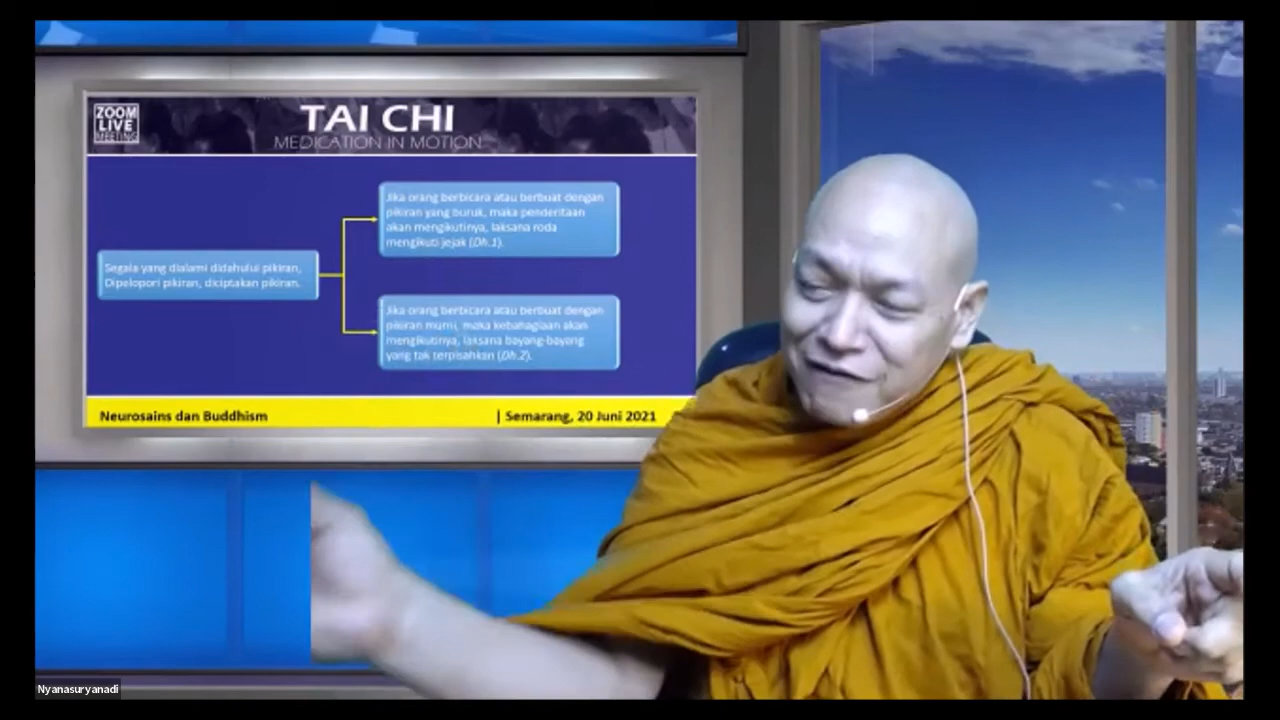 ZOOM
LIVE
MEETING
TAI CHI
MEDICATION IN MOTION
Segala yang dialami didahului pikiran,
Dipelopori pikiran, diciptakan pikiran.
Jika orang berbicara atau berbuat dengan
pikiran yang buruk, maka penderitaan
akan mengikutinya, laksana roda
mengikuti jejak (Dh.1).
Jika orang berbicara atau berbuat dengan
pikiran murni, maka kebahagiaan akan
mengikutinya, laksana bayang-bayang
yang tak terpisahkan (Dh.2).
Neurosains dan Buddhism
| Semarang, 20 Juni 2021
Nyanasuryanadi